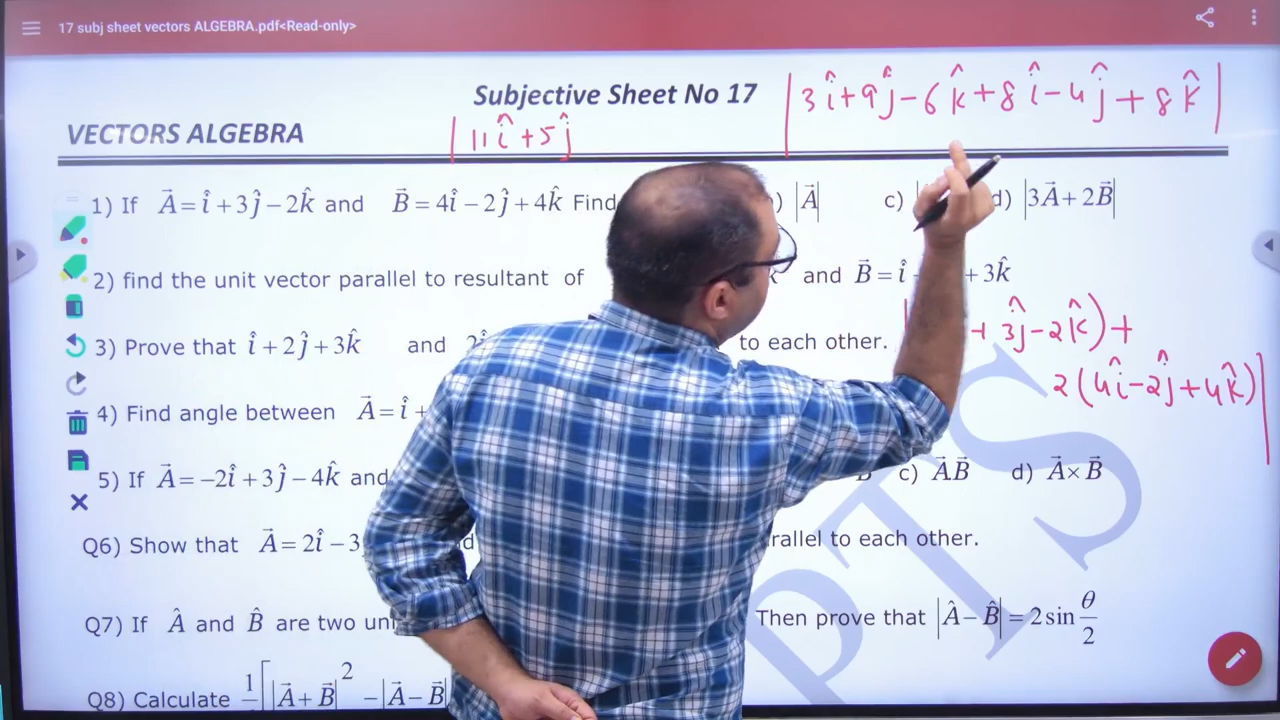 17 subj sheet vectors ALGEBRA.pdf<Read-only>
Subjective Sheet No 17
|3î+9ĵ-6k̂+8î-4ĵ+8k̂|
VECTORS ALGEBRA
|11î+5ĵ
1) If A⃗=î+3ĵ−2k̂ and B⃗=4î−2ĵ+4k̂ Find ) |A⃗| c) d) |3A⃗+2B⃗|
2) find the unit vector parallel to resultant of and B⃗=î +3k̂
+ 3ĵ-2k̂)+
3) Prove that î+2ĵ+3k̂ and to each other.
2(4î-2ĵ+4k̂)|
4) Find angle between A⃗=î+
5) If A⃗=−2î+3ĵ−4k̂ and c) A⃗B⃗ d) A⃗×B⃗
Q6) Show that A⃗=2î−3 rallel to each other.
Q7) If Â and B̂ are two uni Then prove that |Â−B̂|=2sin θ/2
Q8) Calculate 1/ [|A⃗+B⃗|²−|A⃗−B⃗|
PTS